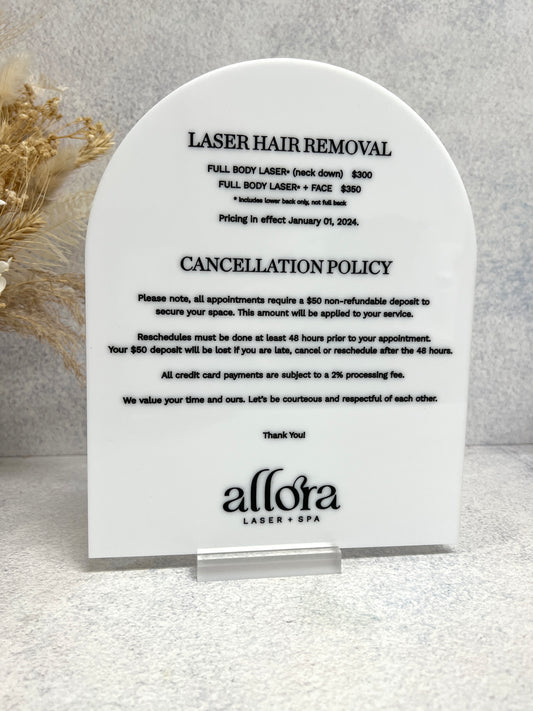 LASER HAIR REMOVAL
FULL BODY LASER* (neck down) $300
FULL BODY LASER* + FACE $350
* Includes lower back only, not full back
Pricing in effect January 01, 2024.
CANCELLATION POLICY
Please note, all appointments require a $50 non-refundable deposit to
secure your space. This amount will be applied to your service.
Reschedules must be done at least 48 hours prior to your appointment.
Your $50 deposit will be lost if you are late, cancel or reschedule after the 48 hours.
All credit card payments are subject to a 2% processing fee.
We value your time and ours. Let's be courteous and respectful of each other.
Thank You!
allora
LASER + SPA